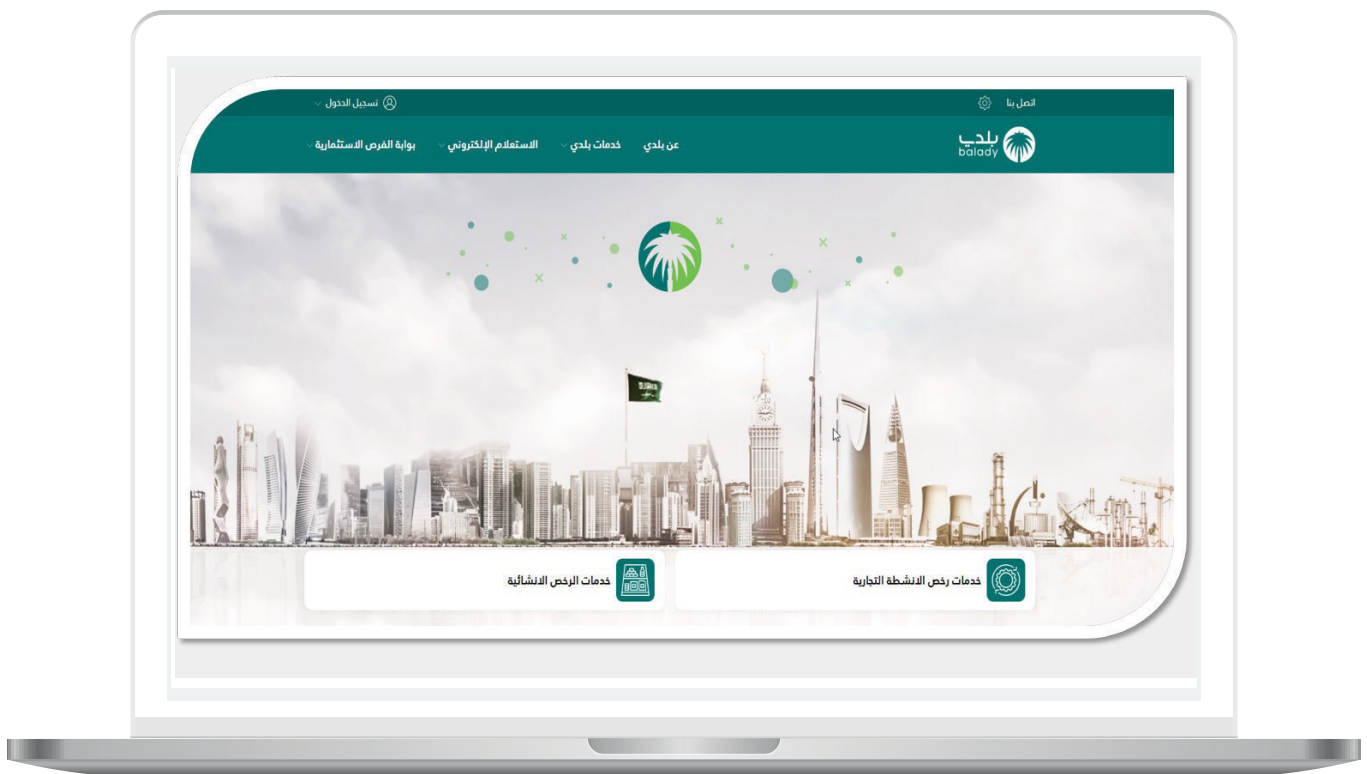 اتصل بنا
تسجيل الدخول
بلدي
balady
عن بلدي
خدمات بلدي
الاستعلام الإلكتروني
بوابة الفرص الاستثمارية
خدمات رخص الانشطة التجارية
خدمات الرخص الانشائية